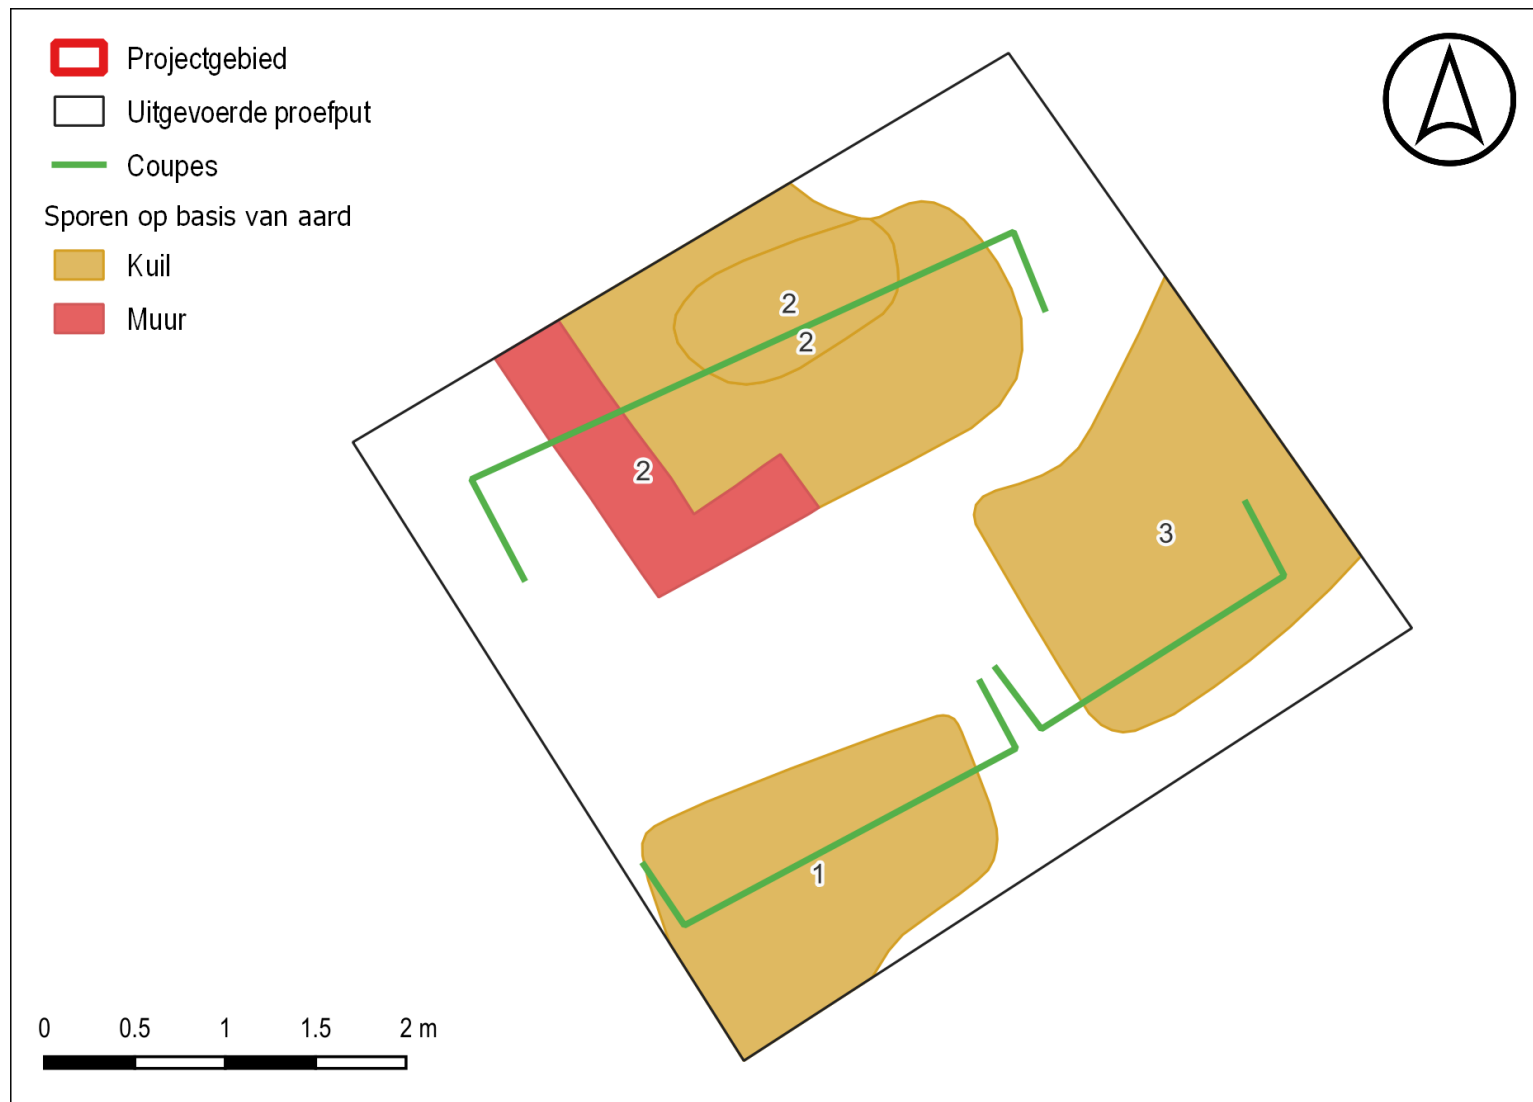 Projectgebied
Uitgevoerde proefput
Coupes
Sporen op basis van aard
Kuil
Muur
2
2
2
3
1
0 0.5 1 1.5 2 m